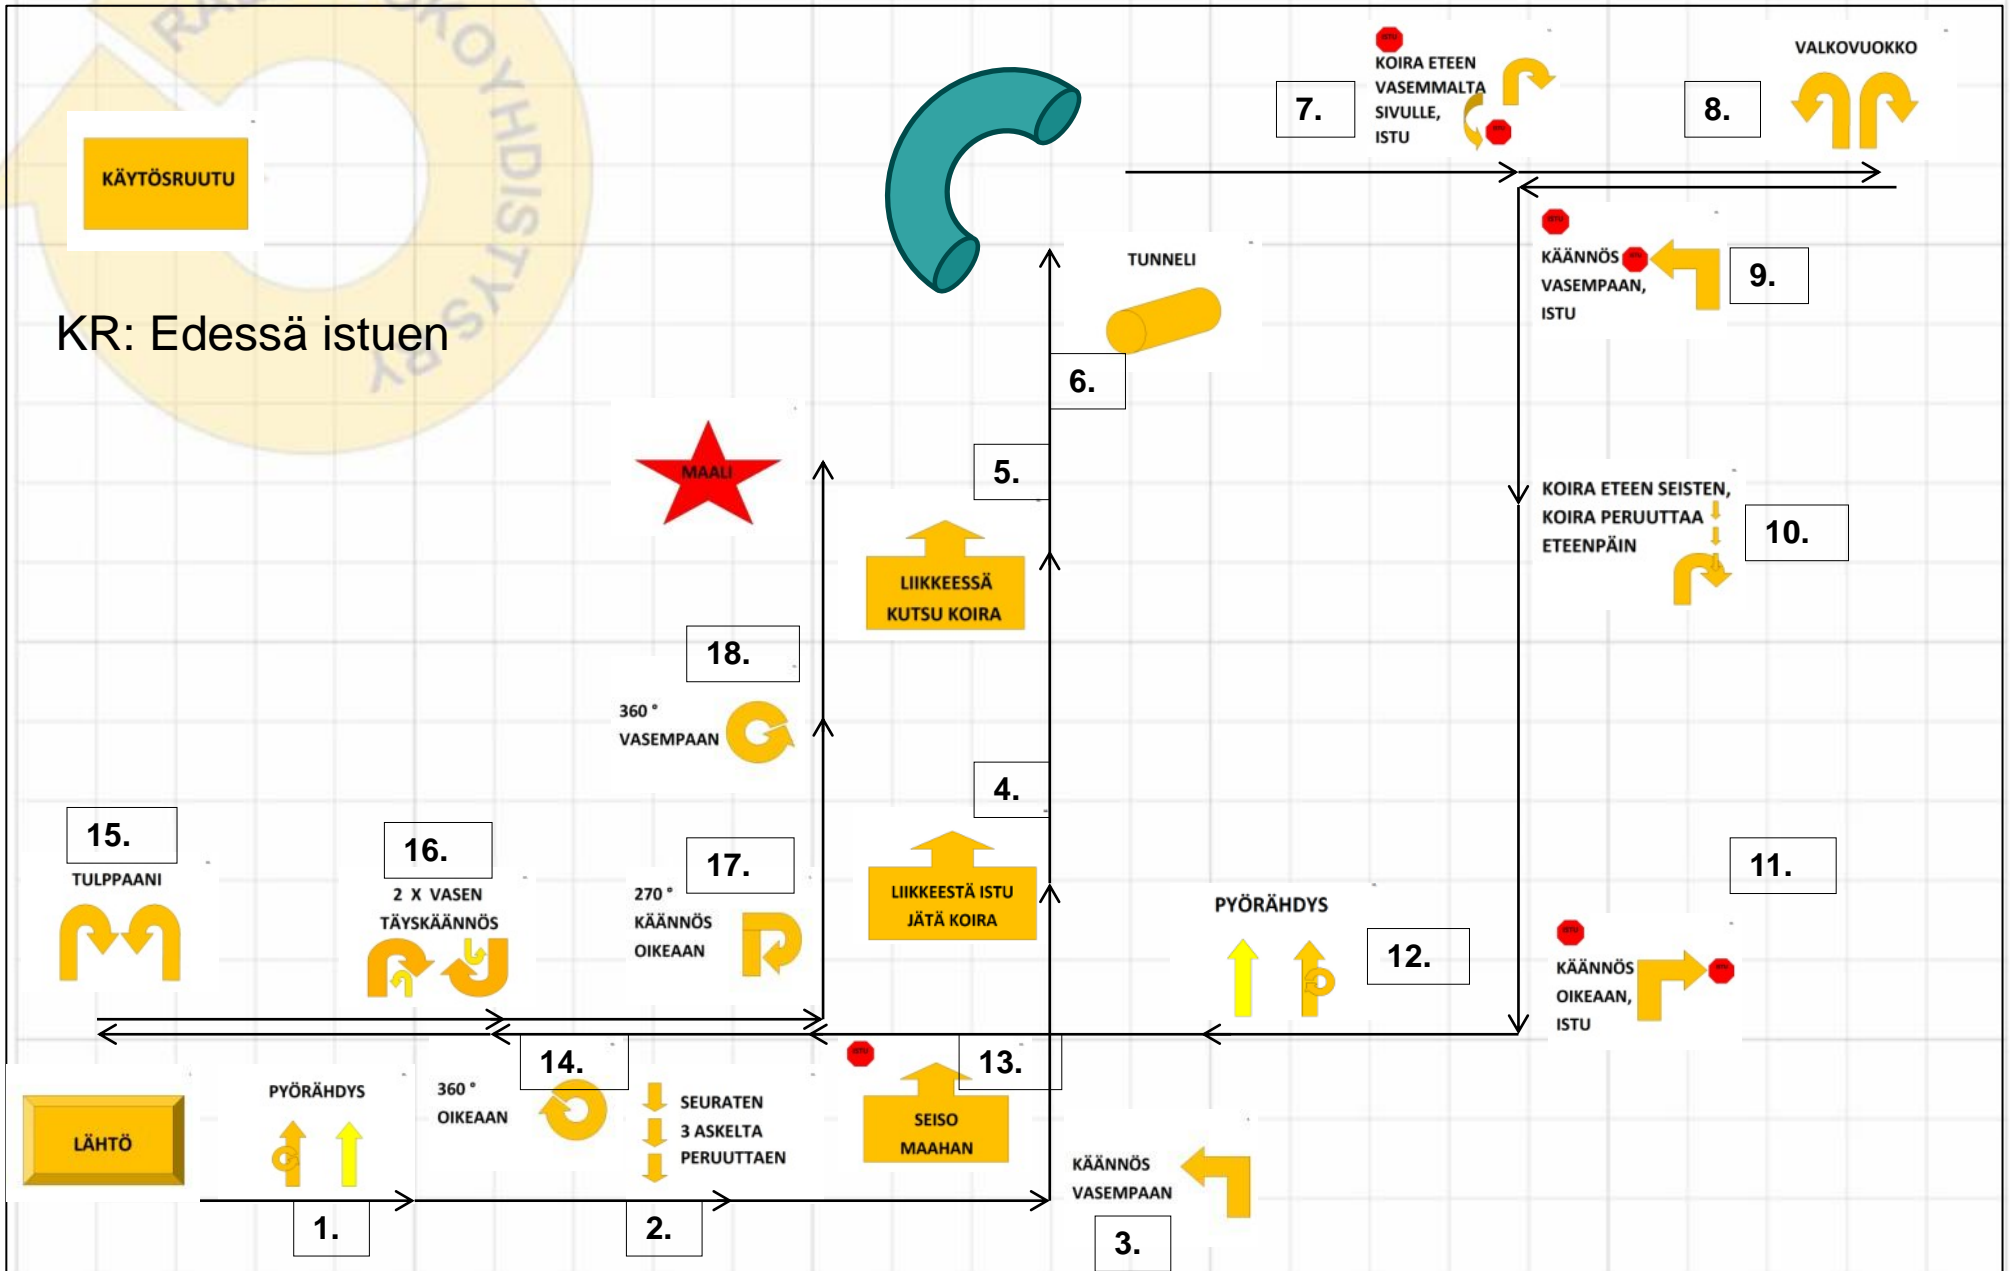 KÄYTÖSRUUTU
KR: Edessä istuen
YHDISTYS RY
ISTU
KOIRA ETEEN
VASEMMALTA
SIVULLE,
ISTU
7.
8.
VALKOVUOKKO
TUNNELI
6.
ISTU
KÄÄNNÖS
VASEMPAAN,
ISTU
9.
MAALI
5.
LIIKKEESSÄ
KUTSU KOIRA
KOIRA ETEEN SEISTEN,
KOIRA PERUUTTAA
ETEENPÄIN
10.
18.
360 °
VASEMPAAN
4.
LIIKKEESTÄ ISTU
JÄTÄ KOIRA
15.
TULPPAANI
16.
2 X VASEN
TÄYSKÄÄNNÖS
17.
270 °
KÄÄNNÖS
OIKEAAN
PYÖRÄHDYS
12.
11.
ISTU
KÄÄNNÖS
OIKEAAN,
ISTU
LÄHTÖ
PYÖRÄHDYS
1.
14.
360 °
OIKEAAN
SEURATEN
3 ASKELTA
PERUUTTAEN
2.
13.
ISTU
SEISO
MAAHAN
KÄÄNNÖS
VASEMPAAN
3.